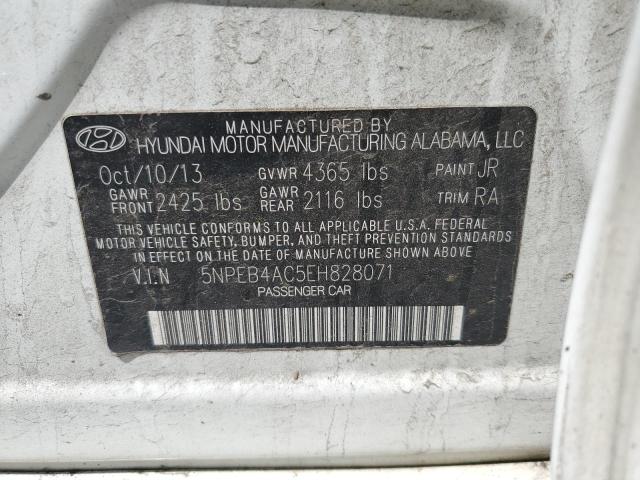 MANUFACTURED BY
HYUNDAI MOTOR MANUFACTURING ALABAMA, LLC
Oct/10/13 GVWR 4365 lbs PAINT JR
GAWR FRONT 2425 lbs GAWR REAR 2116 lbs TRIM RA
THIS VEHICLE CONFORMS TO ALL APPLICABLE U.S.A. FEDERAL
MOTOR VEHICLE SAFETY, BUMPER, AND THEFT PREVENTION STANDARDS
IN EFFECT ON THE DATE OF MANUFACTURE SHOWN ABOVE.
V.I.N 5NPEB4AC5EH828071
PASSENGER CAR